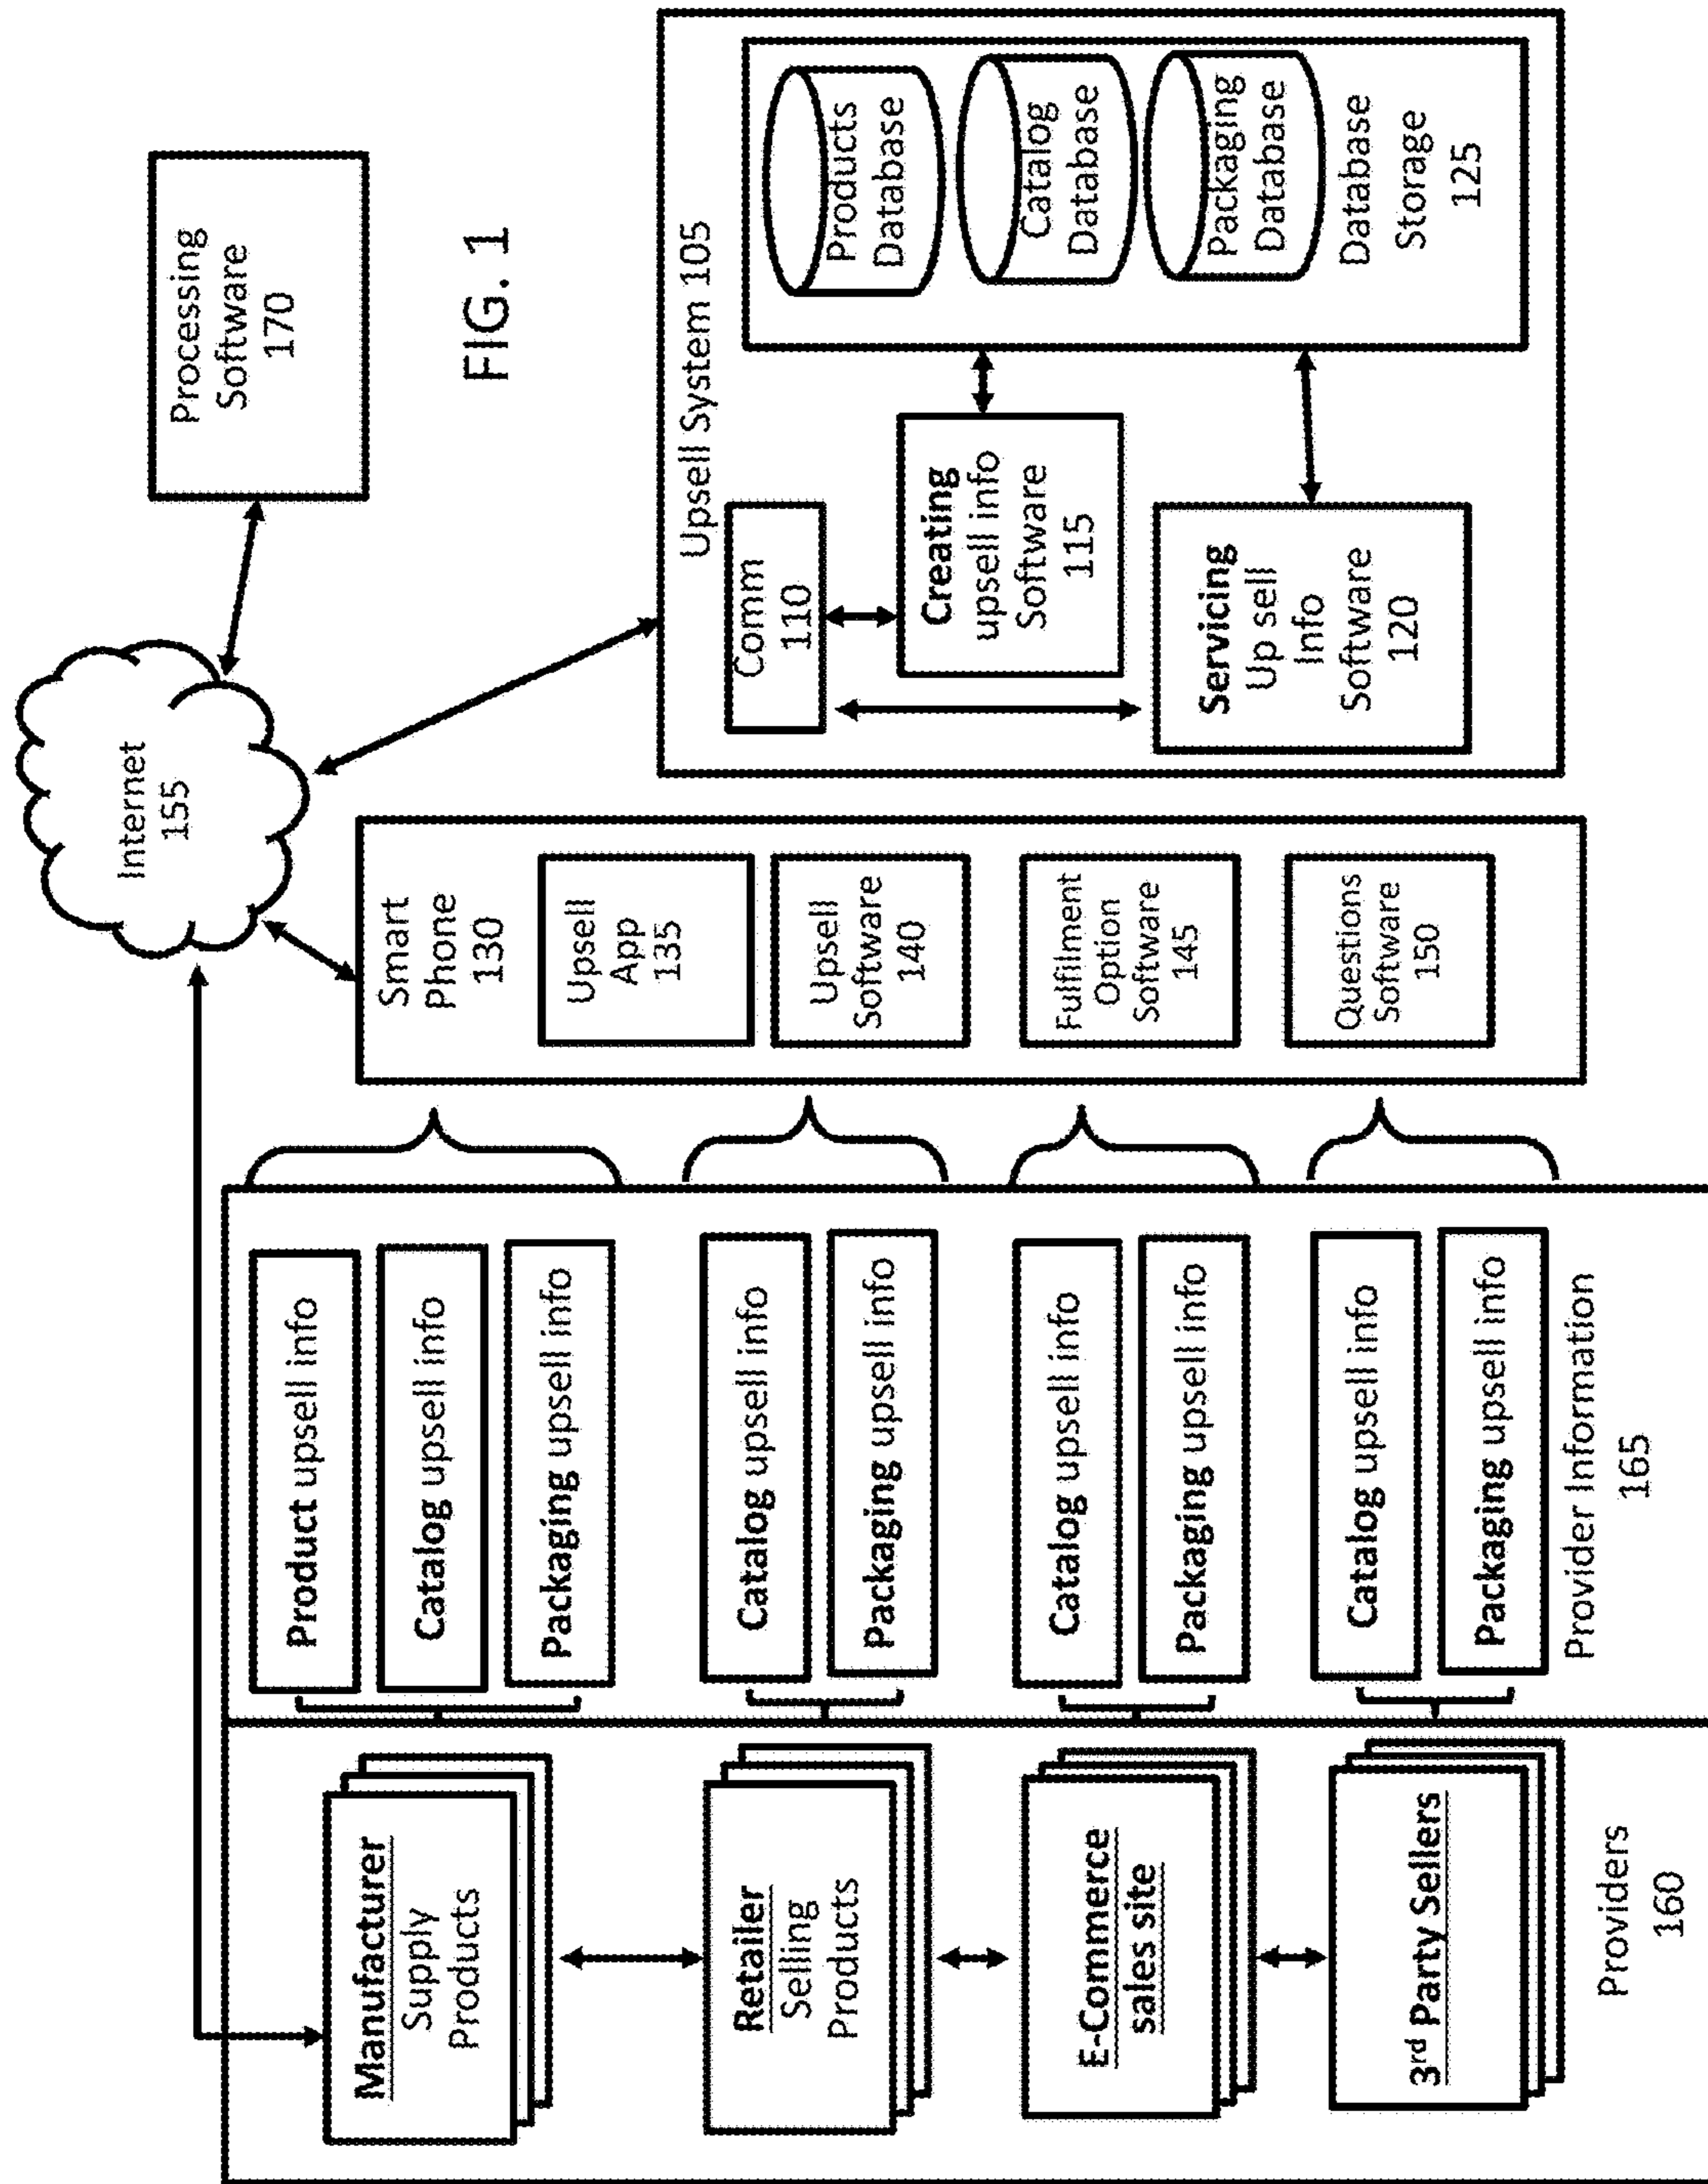 Internet
155
Processing
Software
170
FIG. 1
Manufacturer
Supply
Products
Retailer
Selling
Products
E-Commerce
sales site
3rd Party Sellers
Providers
160
Product upsell info
Catalog upsell info
Packaging upsell info
Catalog upsell info
Packaging upsell info
Catalog upsell info
Packaging upsell info
Catalog upsell info
Packaging upsell info
Provider Information
165
Smart
Phone
130
Upsell
App
135
Upsell
Software
140
Fulfilment
Option
Software
145
Questions
Software
150
Upsell System 105
Comm
110
Creating
upsell info
Software
115
Servicing
Up sell
Info
Software
120
Products
Database
Catalog
Database
Packaging
Database
Database
Storage
125